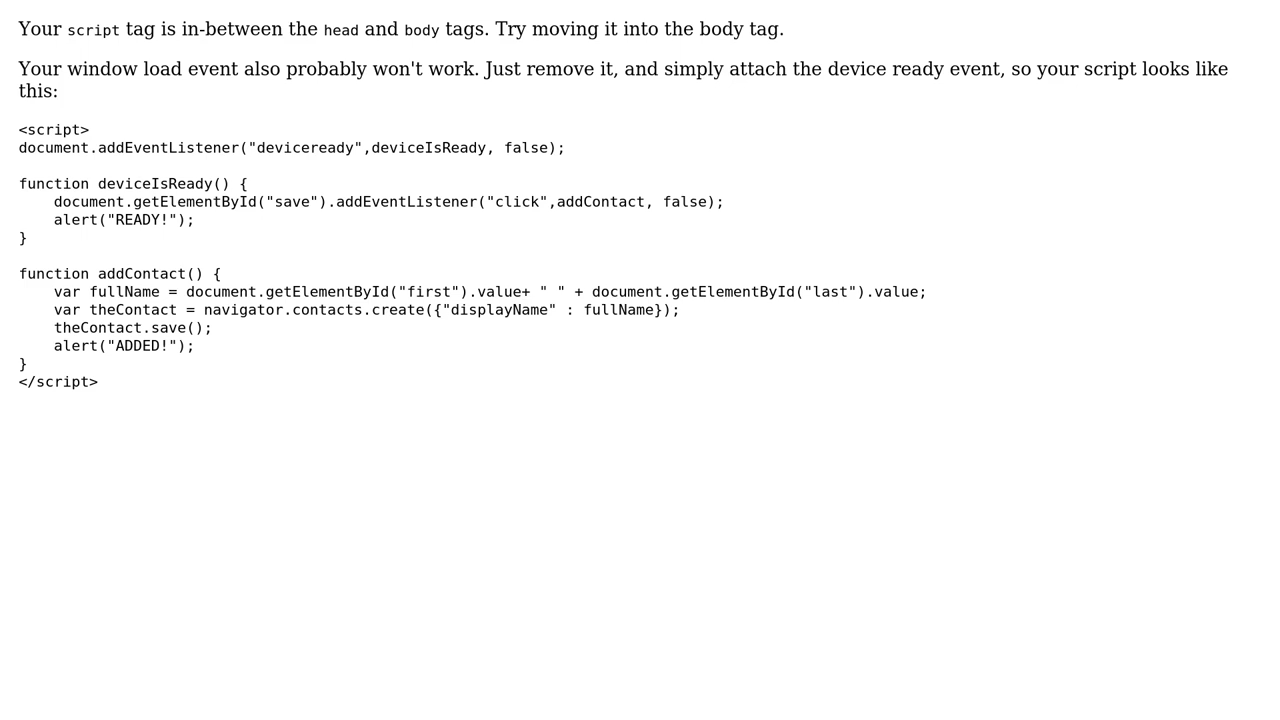 Your script tag is in-between the head and body tags. Try moving it into the body tag.
Your window load event also probably won't work. Just remove it, and simply attach the device ready event, so your script looks like
this:
<script>
document.addEventListener("deviceready",deviceIsReady, false);

function deviceIsReady() {
    document.getElementById("save").addEventListener("click",addContact, false);
    alert("READY!");
}

function addContact() {
    var fullName = document.getElementById("first").value+ " " + document.getElementById("last").value;
    var theContact = navigator.contacts.create({"displayName" : fullName});
    theContact.save();
    alert("ADDED!");
}
</script>